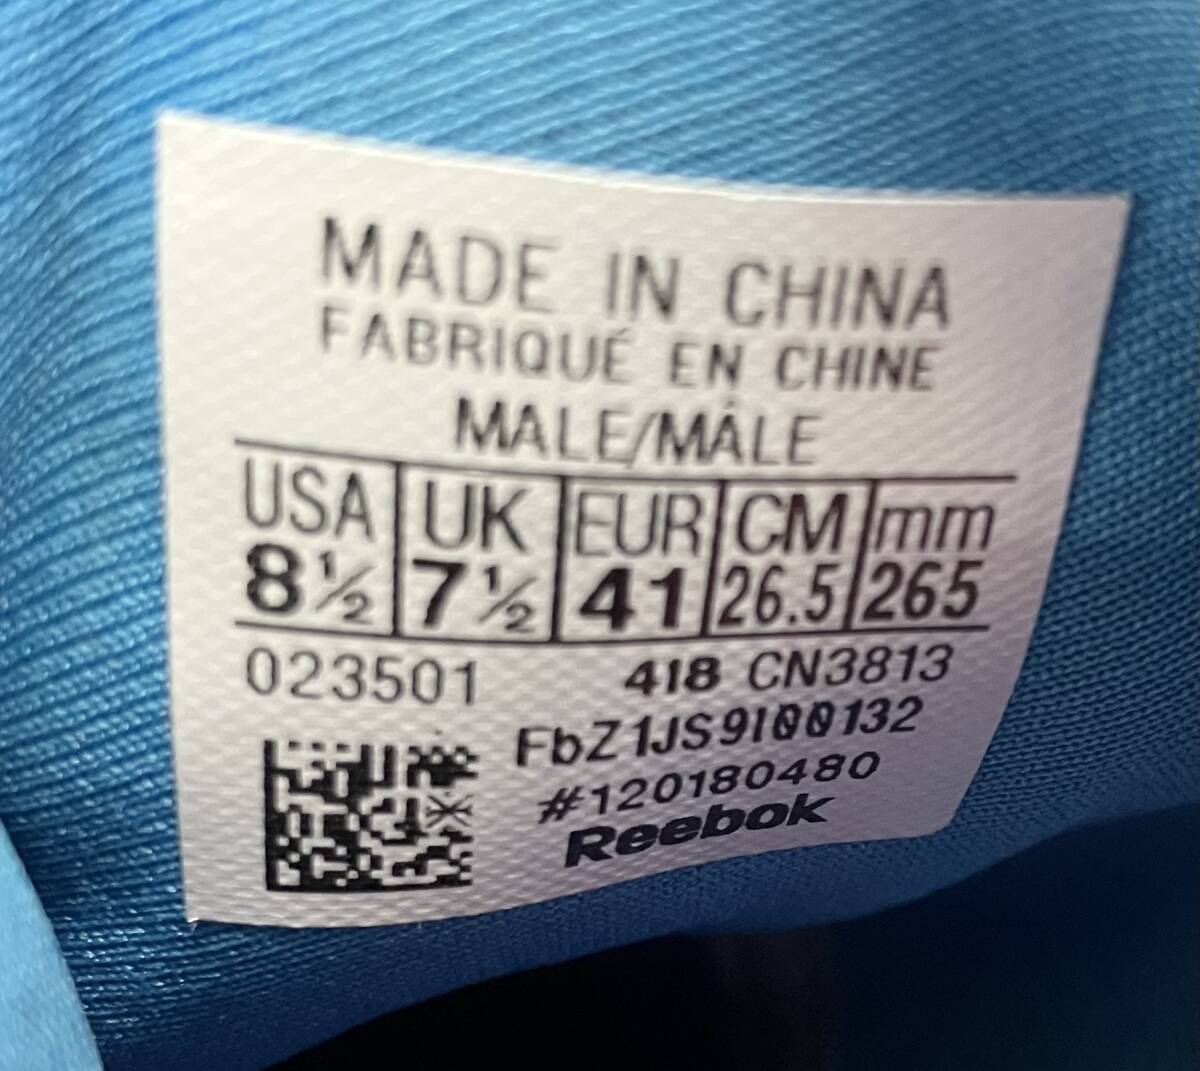 MADE IN CHINA
FABRIQUÉ EN CHINE
MALE/MÂLE
USA UK EUR CM mm
8½ 7½ 41 26.5 265
023501 418 CN3813
FbZ1JS9I00132
#120180480
Reebok